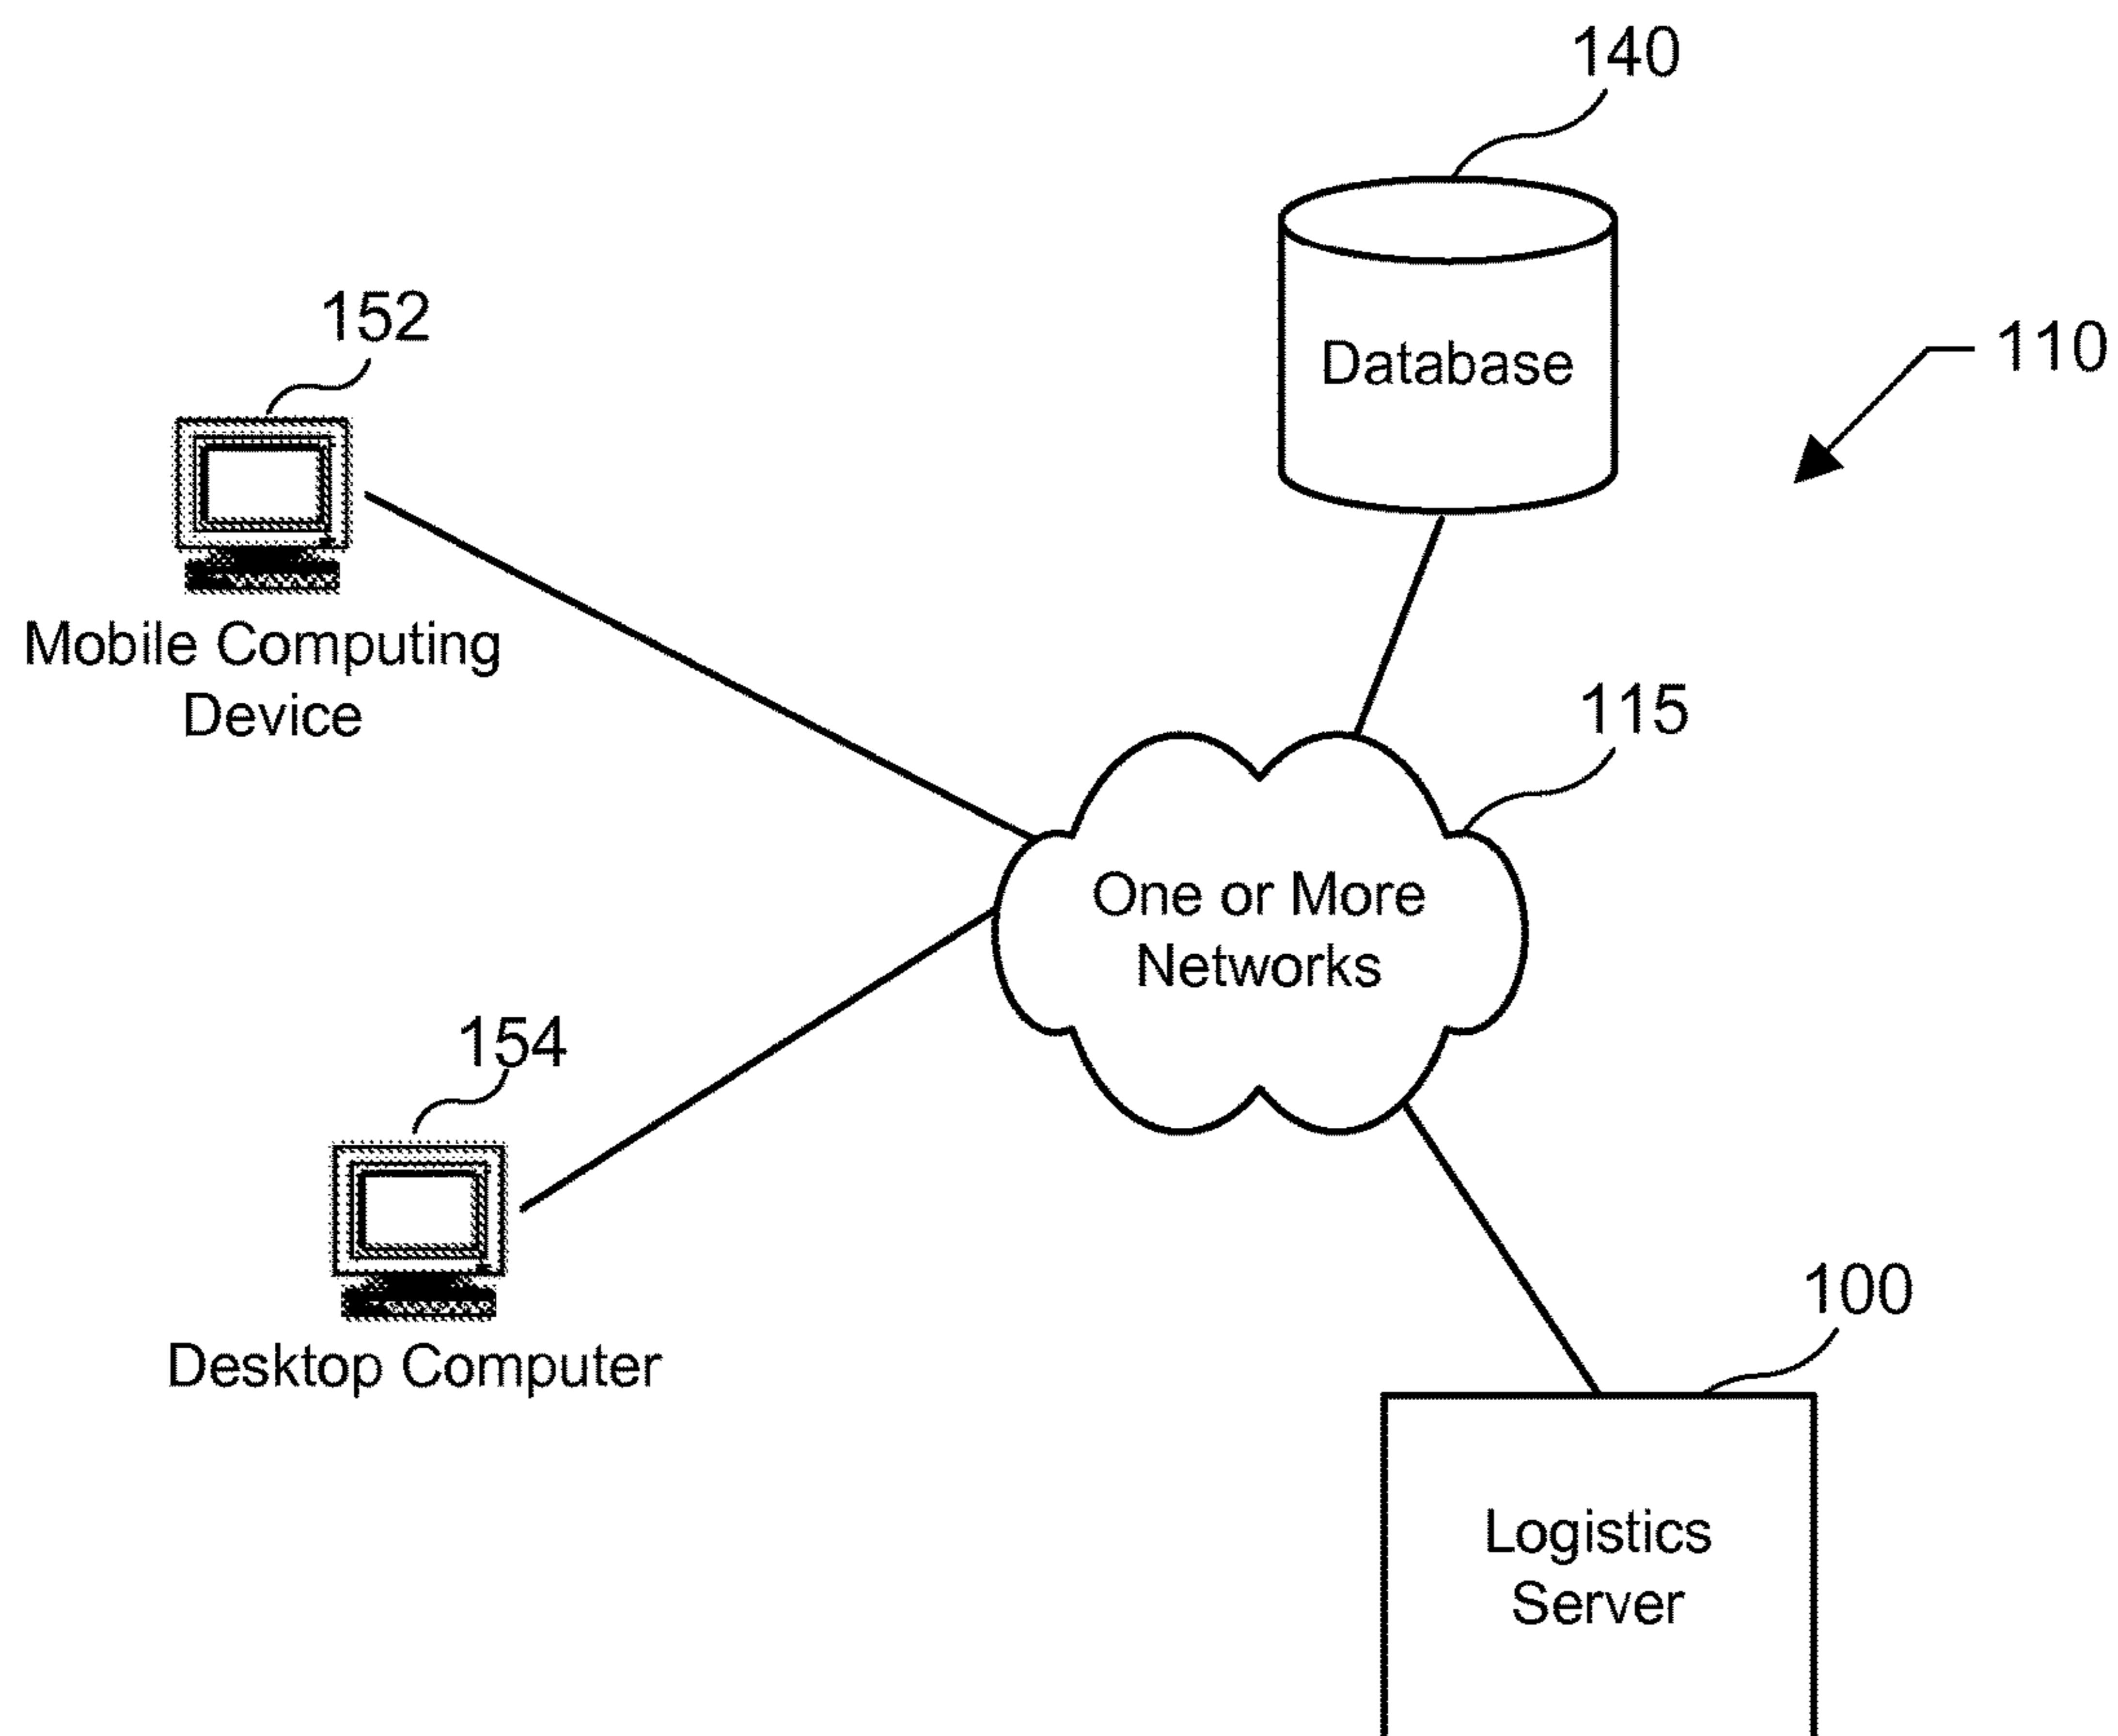 140
152
110
Database
Mobile Computing
Device
115
One or More
Networks
154
100
Desktop Computer
Logistics
Server